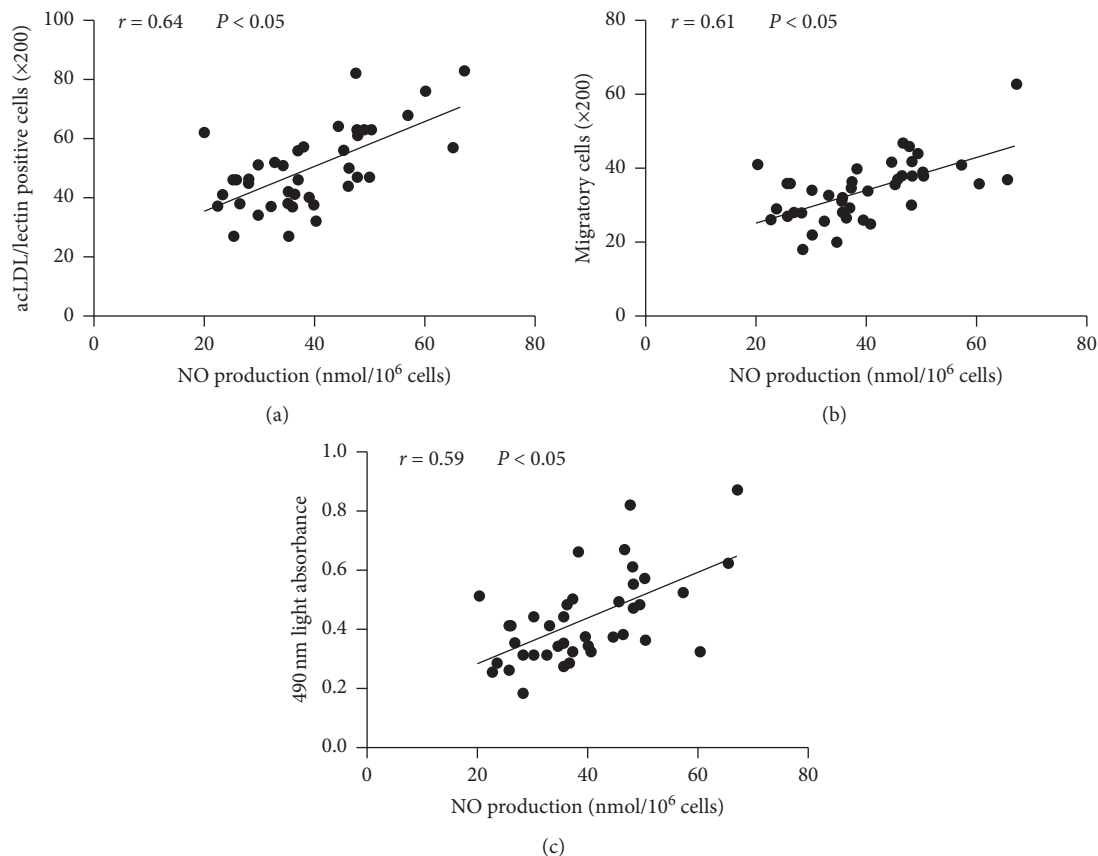 r = 0.64 P < 0.05
100
80
60
40
20
0
acLDL/lectin positive cells (×200)
0 20 40 60 80
NO production (nmol/10⁶ cells)
(a)
r = 0.61 P < 0.05
80
60
40
20
0
Migratory cells (×200)
0 20 40 60 80
NO production (nmol/10⁶ cells)
(b)
r = 0.59 P < 0.05
1.0
0.8
0.6
0.4
0.2
0.0
490 nm light absorbance
0 20 40 60 80
NO production (nmol/10⁶ cells)
(c)